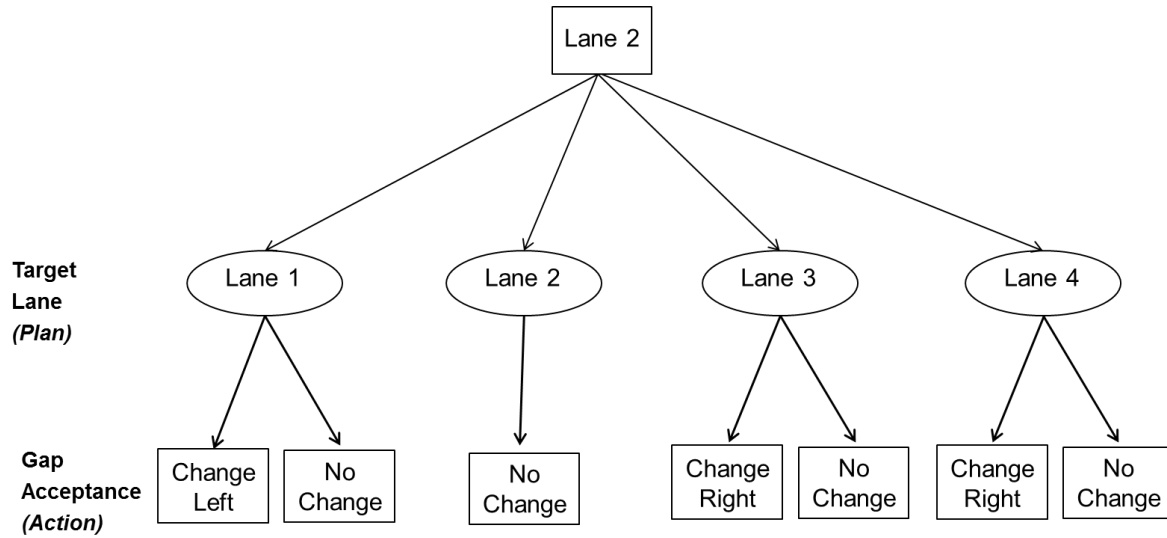 Lane 2
Target
Lane
(Plan)
Lane 1
Lane 2
Lane 3
Lane 4
Gap
Acceptance
(Action)
Change
Left
No
Change
No
Change
Change
Right
No
Change
Change
Right
No
Change